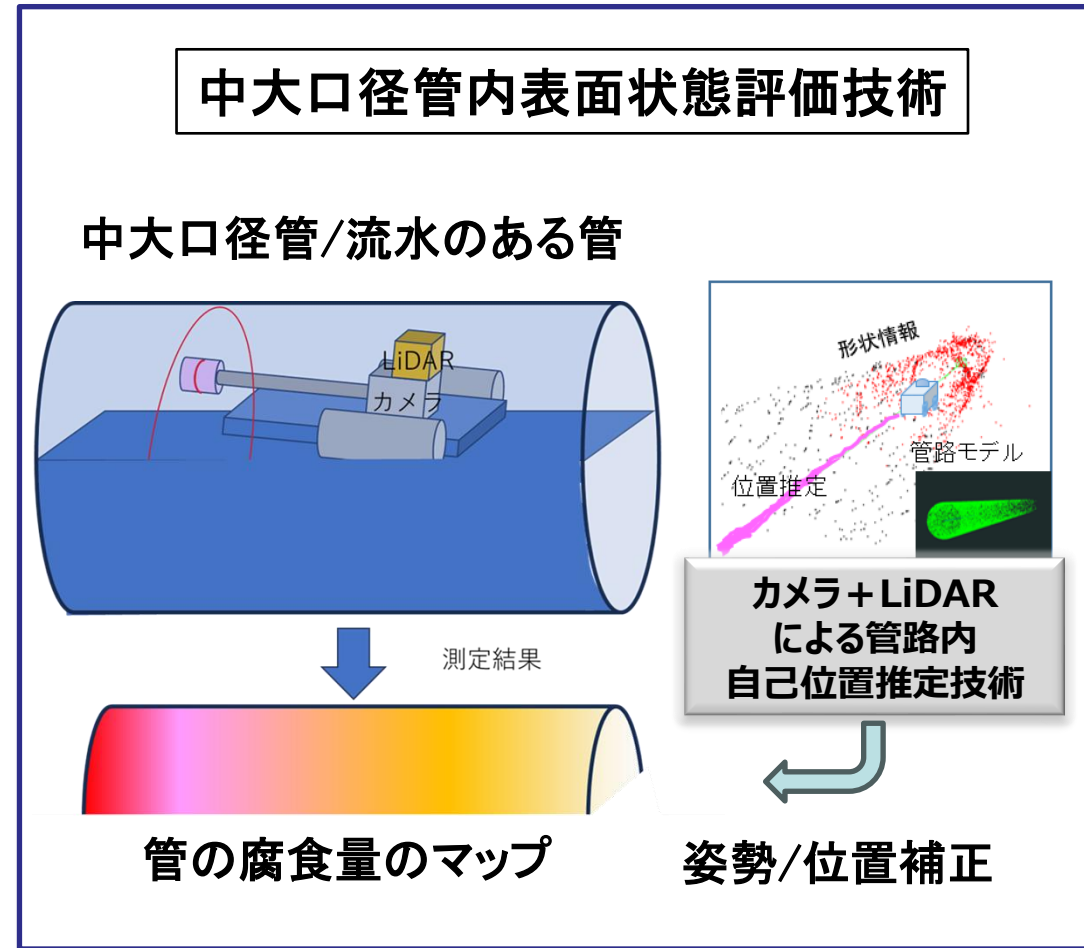 中大口径管内表面状態評価技術
中大口径管/流水のある管
LiDAR
カメラ
形状情報
管路モデル
位置推定
カメラ+LiDAR
による管路内
自己位置推定技術
測定結果
管の腐食量のマップ
姿勢/位置補正